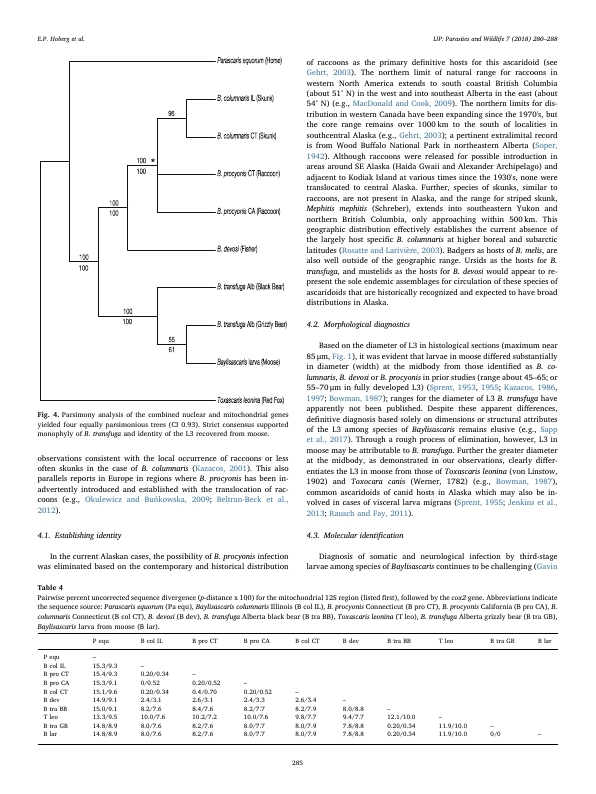 E.P. Hoberg et al.
IJP: Parasites and Wildlife 7 (2018) 280–288
Parascaris equorum (Horse)
B. columnaris IL (Skunk)
96
B. columnaris CT (Skunk)
100 *
100
B. procyonis CT (Raccoon)
B. procyonis CA (Raccoon)
100
100
B. devosi (Fisher)
100
100
B. transfuga Alb (Black Bear)
100
100
B. transfuga Alb (Grizzly Bear)
55
61
Baylisascaris larva (Moose)
Toxascaris leonina (Red Fox)
Fig. 4. Parsimony analysis of the combined nuclear and mitochondrial genes
yielded four equally parsimonious trees (CI 0.93). Strict consensus supported
monophyly of B. transfuga and identity of the L3 recovered from moose.
observations consistent with the local occurrence of raccoons or less
often skunks in the case of B. columnaris (Kazacos, 2001). This also
parallels reports in Europe in regions where B. procyonis has been in-
advertently introduced and established with the translocation of rac-
coons (e.g., Okulewicz and Buńkowska, 2009; Beltran-Beck et al.,
2012).
4.1. Establishing identity
In the current Alaskan cases, the possibility of B. procyonis infection
was eliminated based on the contemporary and historical distribution
of raccoons as the primary definitive hosts for this ascaridoid (see
Gehrt, 2003). The northern limit of natural range for raccoons in
western North America extends to south coastal British Columbia
(about 51° N) in the west and into southeast Alberta in the east (about
54° N) (e.g., MacDonald and Cook, 2009). The northern limits for dis-
tribution in western Canada have been expanding since the 1970's, but
the core range remains over 1000 km to the south of localities in
southcentral Alaska (e.g., Gehrt, 2003); a pertinent extralimital record
is from Wood Buffalo National Park in northeastern Alberta (Soper,
1942). Although raccoons were released for possible introduction in
areas around SE Alaska (Haida Gwaii and Alexander Archipelago) and
adjacent to Kodiak Island at various times since the 1930's, none were
translocated to central Alaska. Further, species of skunks, similar to
raccoons, are not present in Alaska, and the range for striped skunk,
Mephitis mephitis (Schreber), extends into southeastern Yukon and
northern British Columbia, only approaching within 500 km. This
geographic distribution effectively establishes the current absence of
the largely host specific B. columnaris at higher boreal and subarctic
latitudes (Rosatte and Larivière, 2003). Badgers as hosts of B. melis, are
also well outside of the geographic range. Ursids as the hosts for B.
transfuga, and mustelids as the hosts for B. devosi would appear to re-
present the sole endemic assemblages for circulation of these species of
ascaridoids that are historically recognized and expected to have broad
distributions in Alaska.
4.2. Morphological diagnostics
Based on the diameter of L3 in histological sections (maximum near
85 μm, Fig. 1), it was evident that larvae in moose differed substantially
in diameter (width) at the midbody from those identified as B. co-
lumnaris, B. devosi or B. procyonis in prior studies (range about 45–65; or
55–70 μm in fully developed L3) (Sprent, 1953, 1955; Kazacos, 1986,
1997; Bowman, 1987); ranges for the diameter of L3 B. transfuga have
apparently not been published. Despite these apparent differences,
definitive diagnosis based solely on dimensions or structural attributes
of the L3 among species of Baylisascaris remains elusive (e.g., Sapp
et al., 2017). Through a rough process of elimination, however, L3 in
moose may be attributable to B. transfuga. Further the greater diameter
at the midbody, as demonstrated in our observations, clearly differ-
entiates the L3 in moose from those of Toxascaris leonina (von Linstow,
1902) and Toxocara canis (Werner, 1782) (e.g., Bowman, 1987),
common ascaridoids of canid hosts in Alaska which may also be in-
volved in cases of visceral larva migrans (Sprent, 1955; Jenkins et al.,
2013; Rausch and Fay, 2011).
4.3. Molecular identification
Diagnosis of somatic and neurological infection by third-stage
larvae among species of Baylisascaris continues to be challenging (Gavin
Table 4
Pairwise percent uncorrected sequence divergence (p-distance x 100) for the mitochondrial 12S region (listed first), followed by the cox2 gene. Abbreviations indicate
the sequence source: Parascaris equorum (Pa equ), Baylisascaris columnaris Illinois (B col IL), B. procyonis Connecticut (B pro CT), B. procyonis California (B pro CA), B.
columnaris Connecticut (B col CT), B. devosi (B dev), B. transfuga Alberta black bear (B tra BB), Toxascaris leonina (T leo), B. transfuga Alberta grizzly bear (B tra GB),
Baylisascaris larva from moose (B lar).
P equ B col IL B pro CT B pro CA B col CT B dev B tra BB T leo B tra GB B lar
P equ –
B col IL 15.3/9.3 –
B pro CT 15.4/9.3 0.20/0.34 –
B pro CA 15.3/9.1 0/0.52 0.20/0.52 –
B col CT 15.1/9.6 0.20/0.34 0.4/0.70 0.20/0.52 –
B dev 14.9/9.1 2.4/3.1 2.6/3.1 2.4/3.3 2.6/3.4 –
B tra BB 15.0/9.1 8.2/7.6 8.4/7.6 8.2/7.7 8.2/7.9 8.0/8.8 –
T leo 13.3/9.5 10.0/7.6 10.2/7.2 10.0/7.6 9.8/7.7 9.4/7.7 12.1/10.0 –
B tra GB 14.8/8.9 8.0/7.6 8.2/7.6 8.0/7.7 8.0/7.9 7.8/8.8 0.20/0.34 11.9/10.0 –
B lar 14.8/8.9 8.0/7.6 8.2/7.6 8.0/7.7 8.0/7.9 7.8/8.8 0.20/0.34 11.9/10.0 0/0 –
285